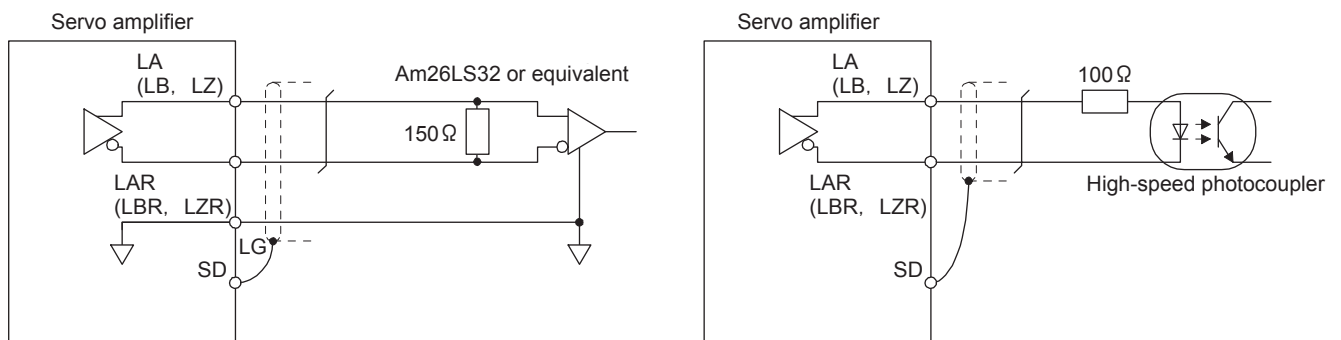 Servo amplifier
LA
(LB, LZ)
Am26LS32 or equivalent
150Ω
LAR
(LBR, LZR)
LG
SD
Servo amplifier
LA
(LB, LZ)
100Ω
LAR
(LBR, LZR)
High-speed photocoupler
SD